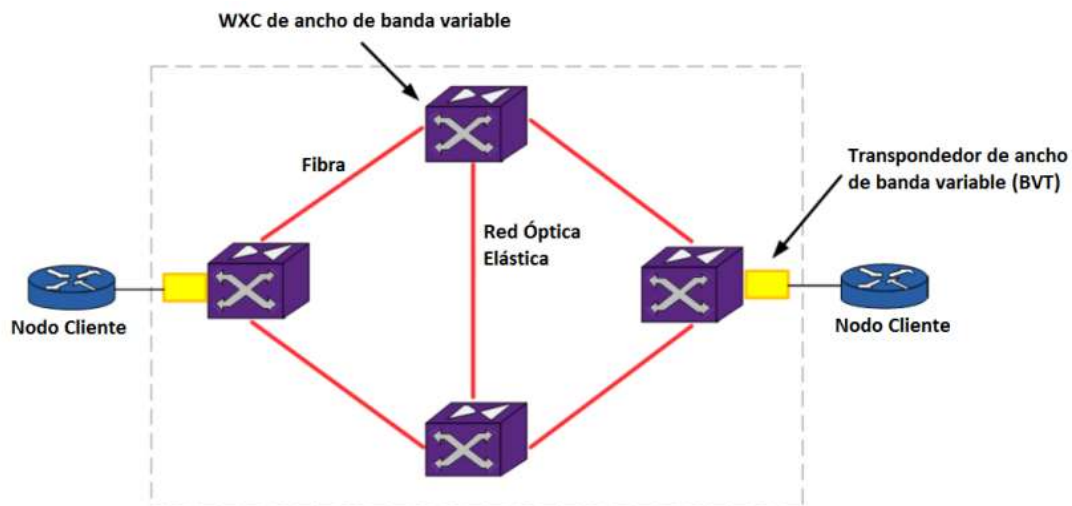 WXC de ancho de banda variable
Fibra
Transpondedor de ancho
de banda variable (BVT)
Red Óptica
Elástica
Nodo Cliente
Nodo Cliente